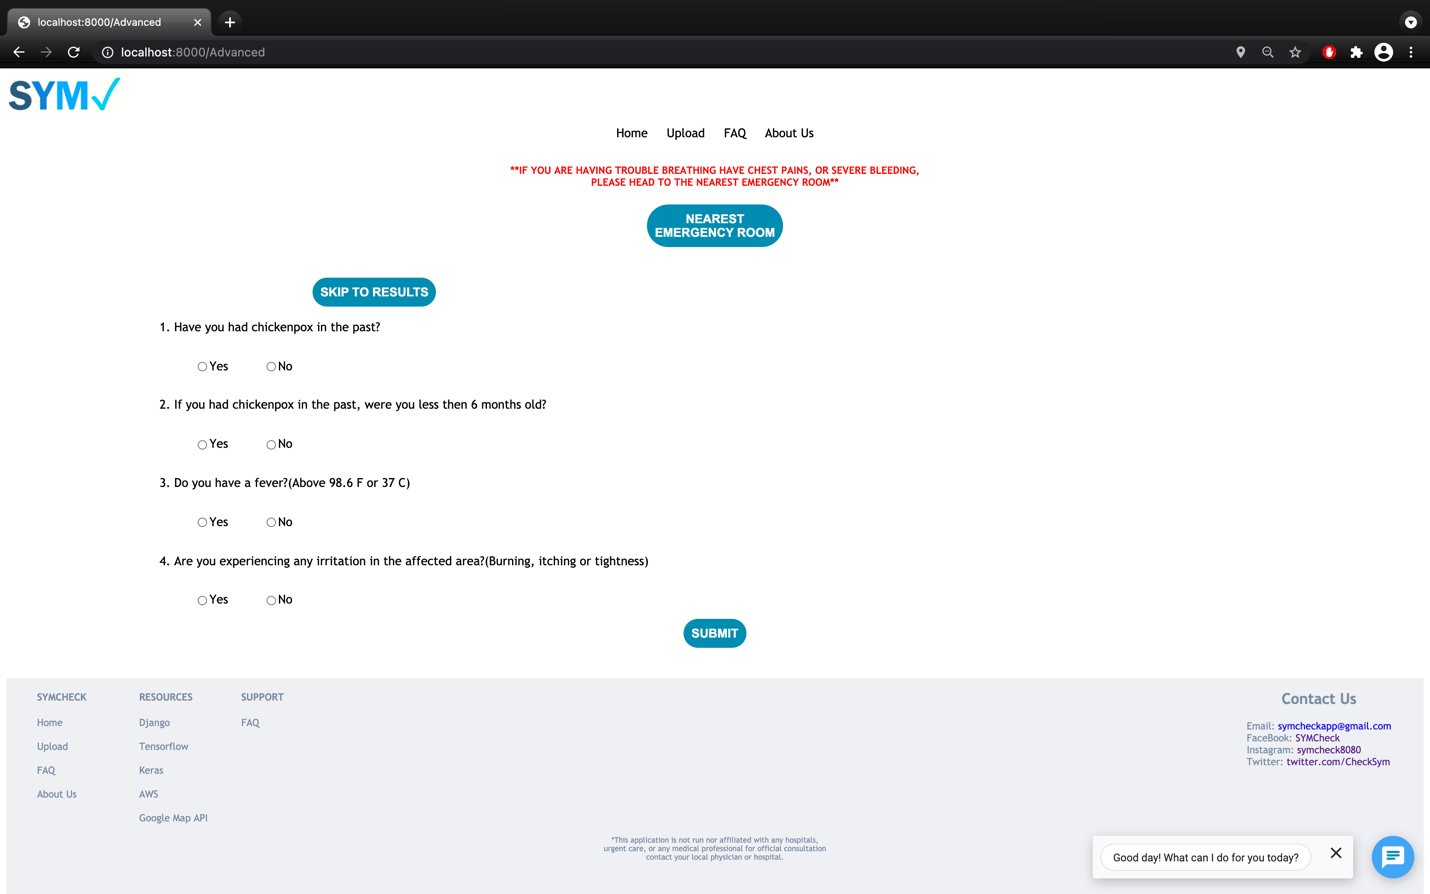 localhost:8000/Advanced
localhost:8000/Advanced
SYM
Home Upload FAQ About Us
**IF YOU ARE HAVING TROUBLE BREATHING HAVE CHEST PAINS, OR SEVERE BLEEDING,
PLEASE HEAD TO THE NEAREST EMERGENCY ROOM**
NEAREST
EMERGENCY ROOM
SKIP TO RESULTS
1. Have you had chickenpox in the past?
Yes No
2. If you had chickenpox in the past, were you less then 6 months old?
Yes No
3. Do you have a fever?(Above 98.6 F or 37 C)
Yes No
4. Are you experiencing any irritation in the affected area?(Burning, itching or tightness)
Yes No
SUBMIT
SYMCHECK RESOURCES SUPPORT
Home Django FAQ
Upload Tensorflow
FAQ Keras
About Us AWS
Google Map API
Contact Us
Email: symcheckapp@gmail.com
FaceBook: SYMCheck
Instagram: symcheck8080
Twitter: twitter.com/CheckSym
*This application is not run nor affiliated with any hospitals,
urgent care, or any medical professional for official consultation
contact your local physician or hospital.
Good day! What can I do for you today?